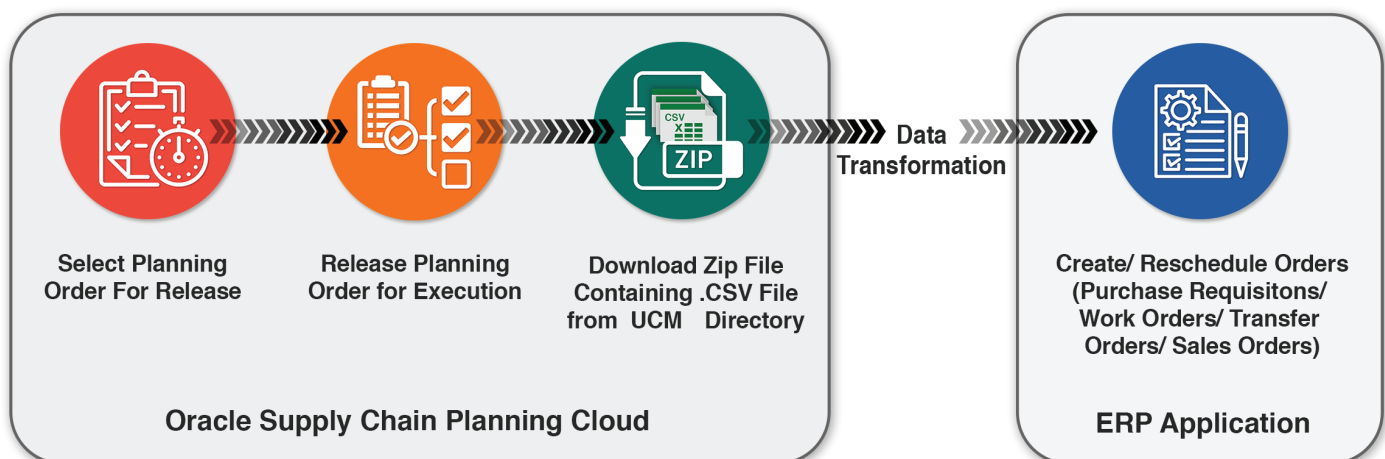 CSV
X
ZIP
Data
Transformation
Select Planning
Order For Release
Release Planning
Order for Execution
Download Zip File
Containing .CSV File
from UCM Directory
Create/ Reschedule Orders
(Purchase Requisitons/
Work Orders/ Transfer
Orders/ Sales Orders)
Oracle Supply Chain Planning Cloud
ERP Application